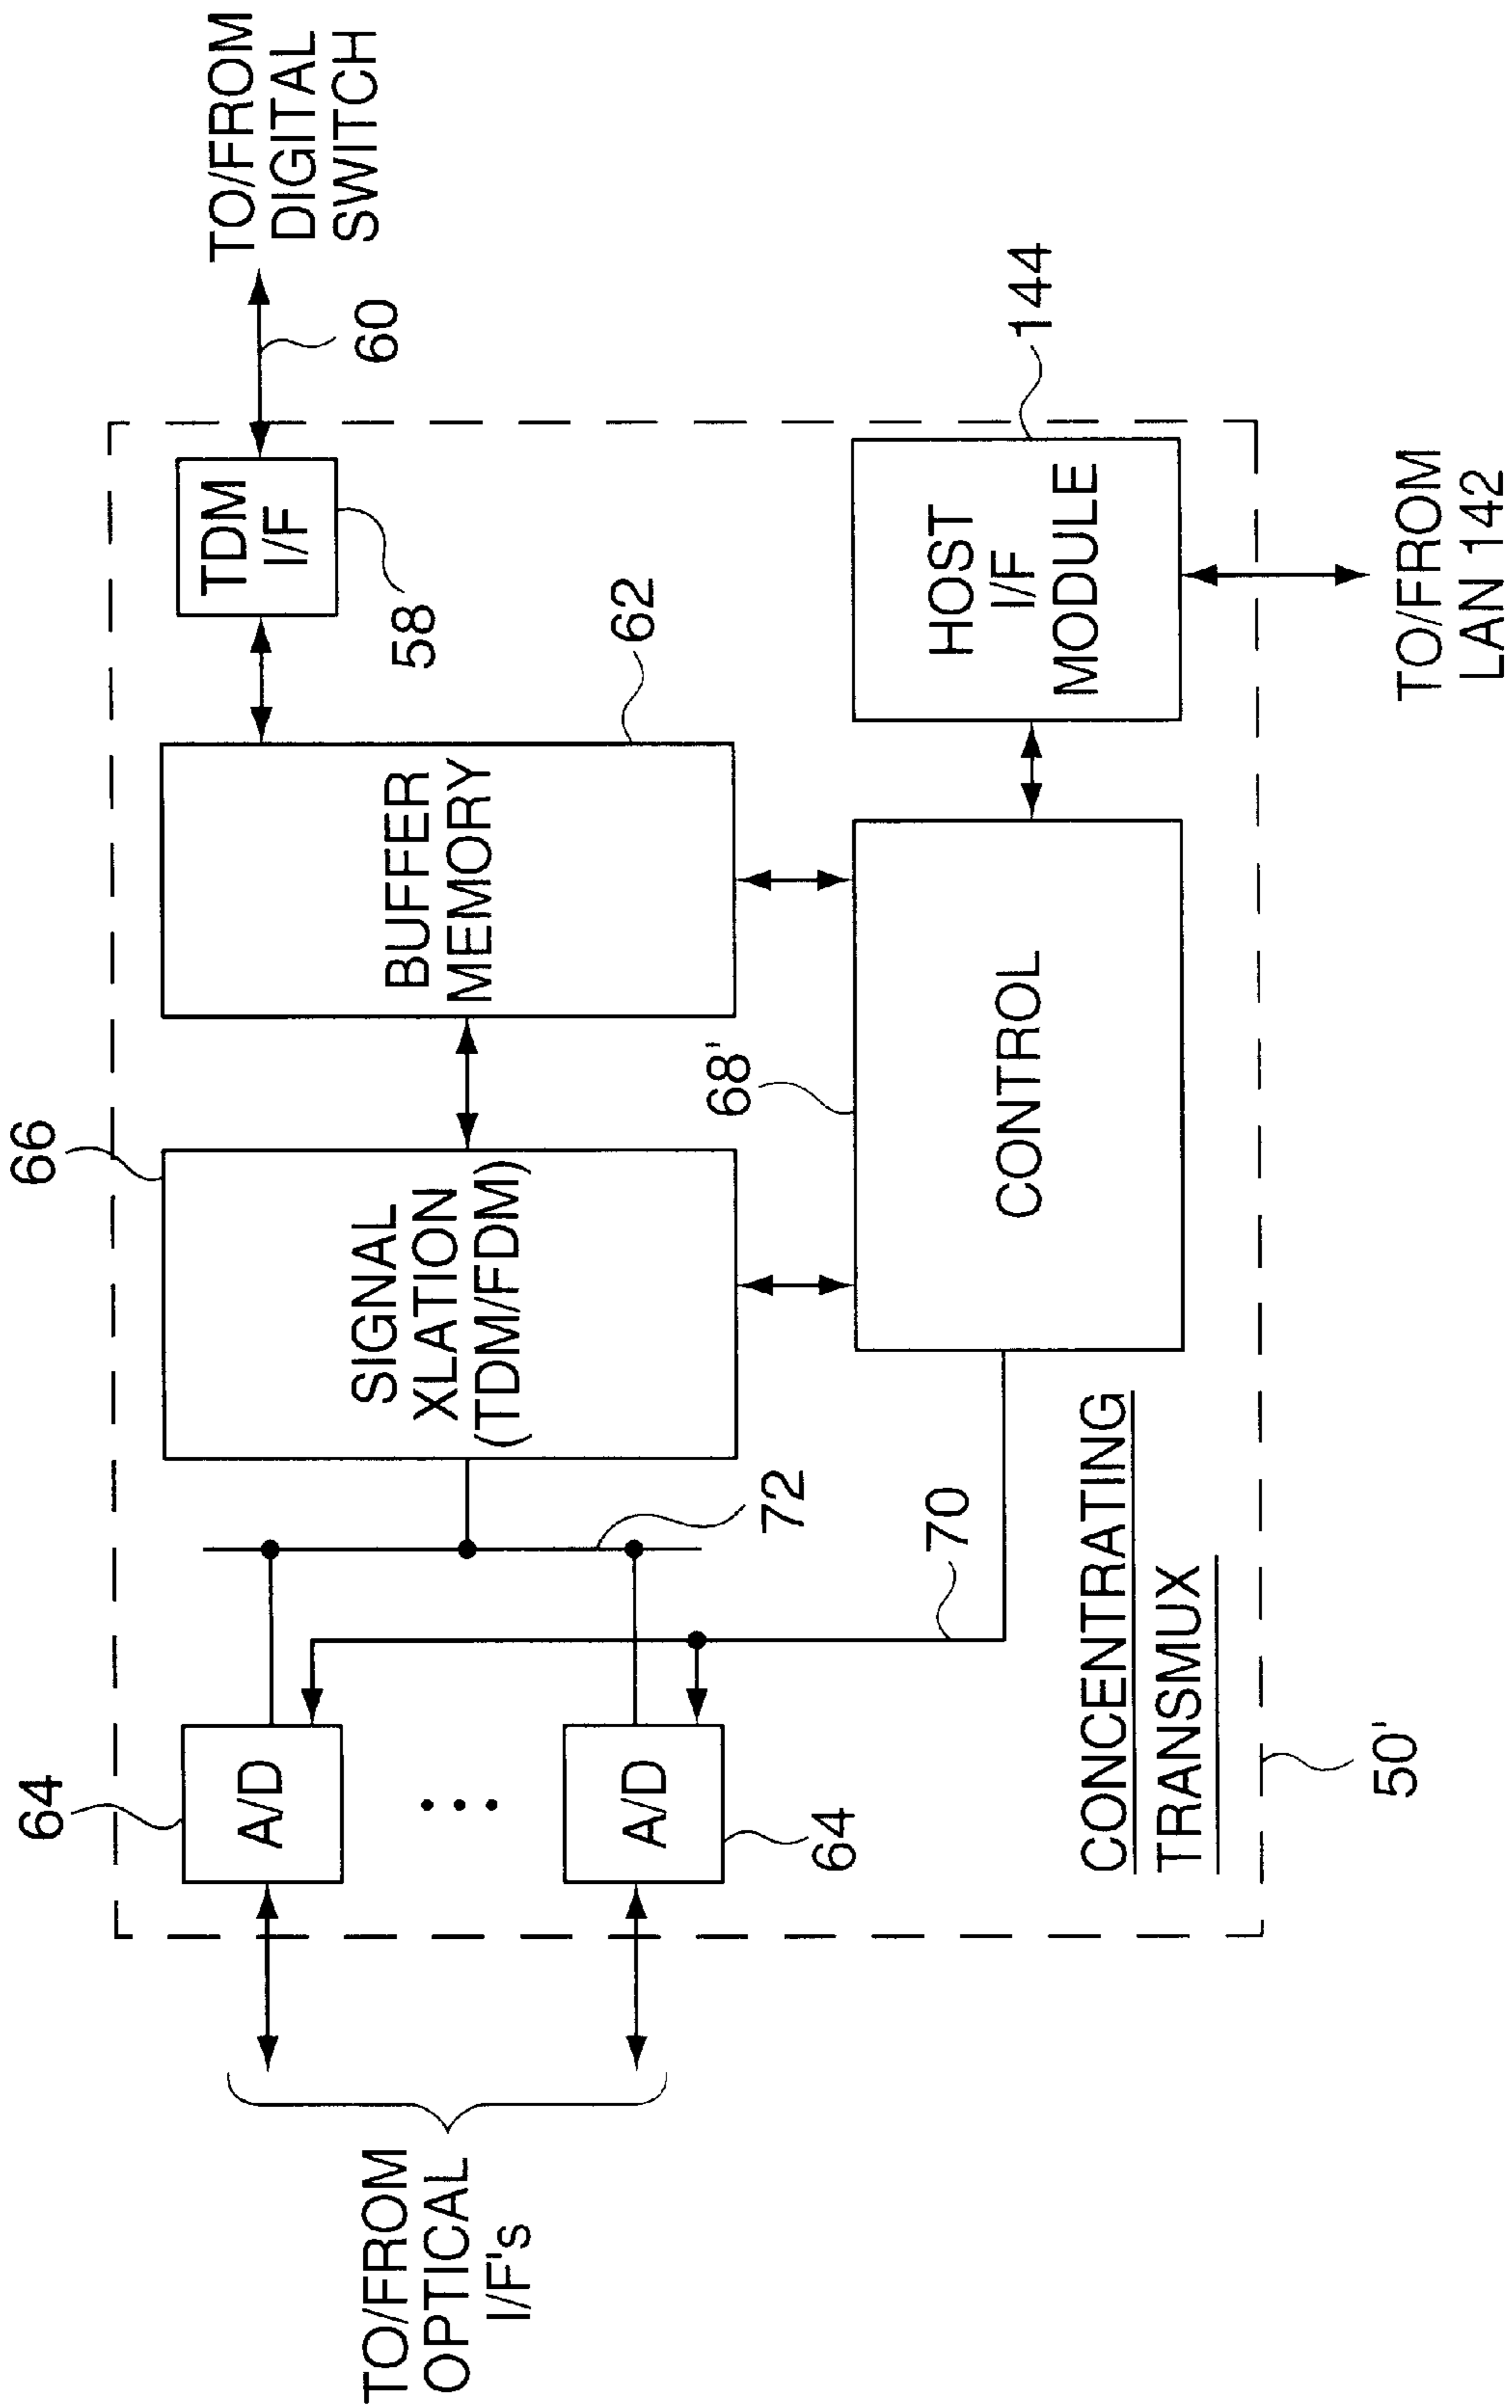 TO/FROM
OPTICAL
I/F's
64
A/D
A/D
64
66
SIGNAL
XLATION
(TDM/FDM)
72
70
BUFFER
MEMORY
62
TDM
I/F
58
60
TO/FROM
DIGITAL
SWITCH
68'
CONTROL
HOST
I/F
MODULE
144
TO/FROM
LAN 142
CONCENTRATING
TRANSMUX
50'